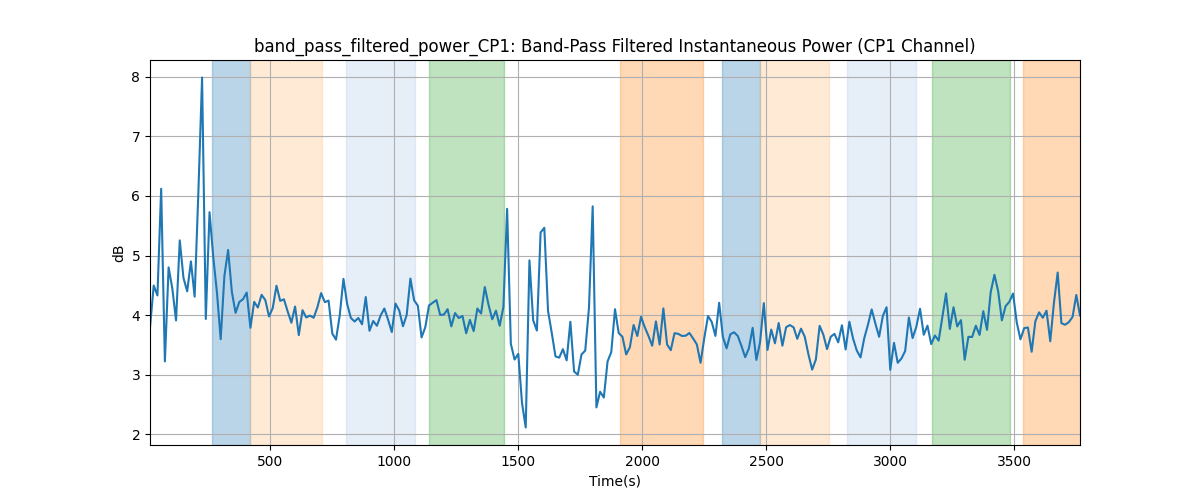 band_pass_filtered_power_CP1: Band-Pass Filtered Instantaneous Power (CP1 Channel)
8
7
6
5
4
3
2
dB
500 1000 1500 2000 2500 3000 3500
Time(s)